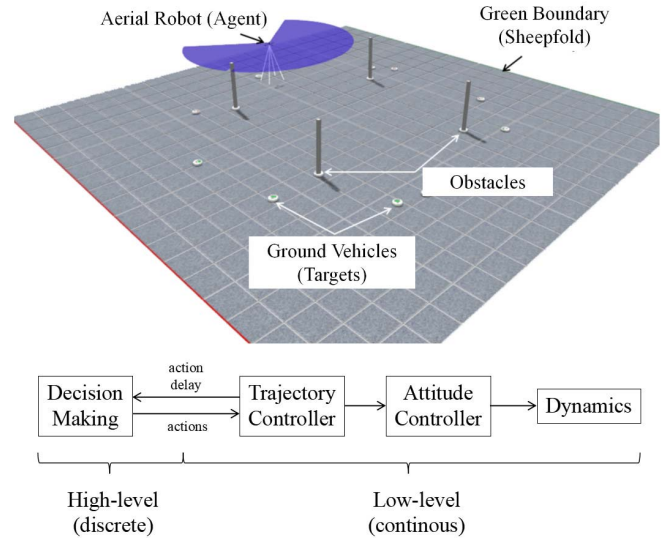 Aerial Robot (Agent)
Green Boundary
(Sheepfold)
Obstacles
Ground Vehicles
(Targets)
Decision
Making
action
delay
actions
Trajectory
Controller
Attitude
Controller
Dynamics
High-level
(discrete)
Low-level
(continous)